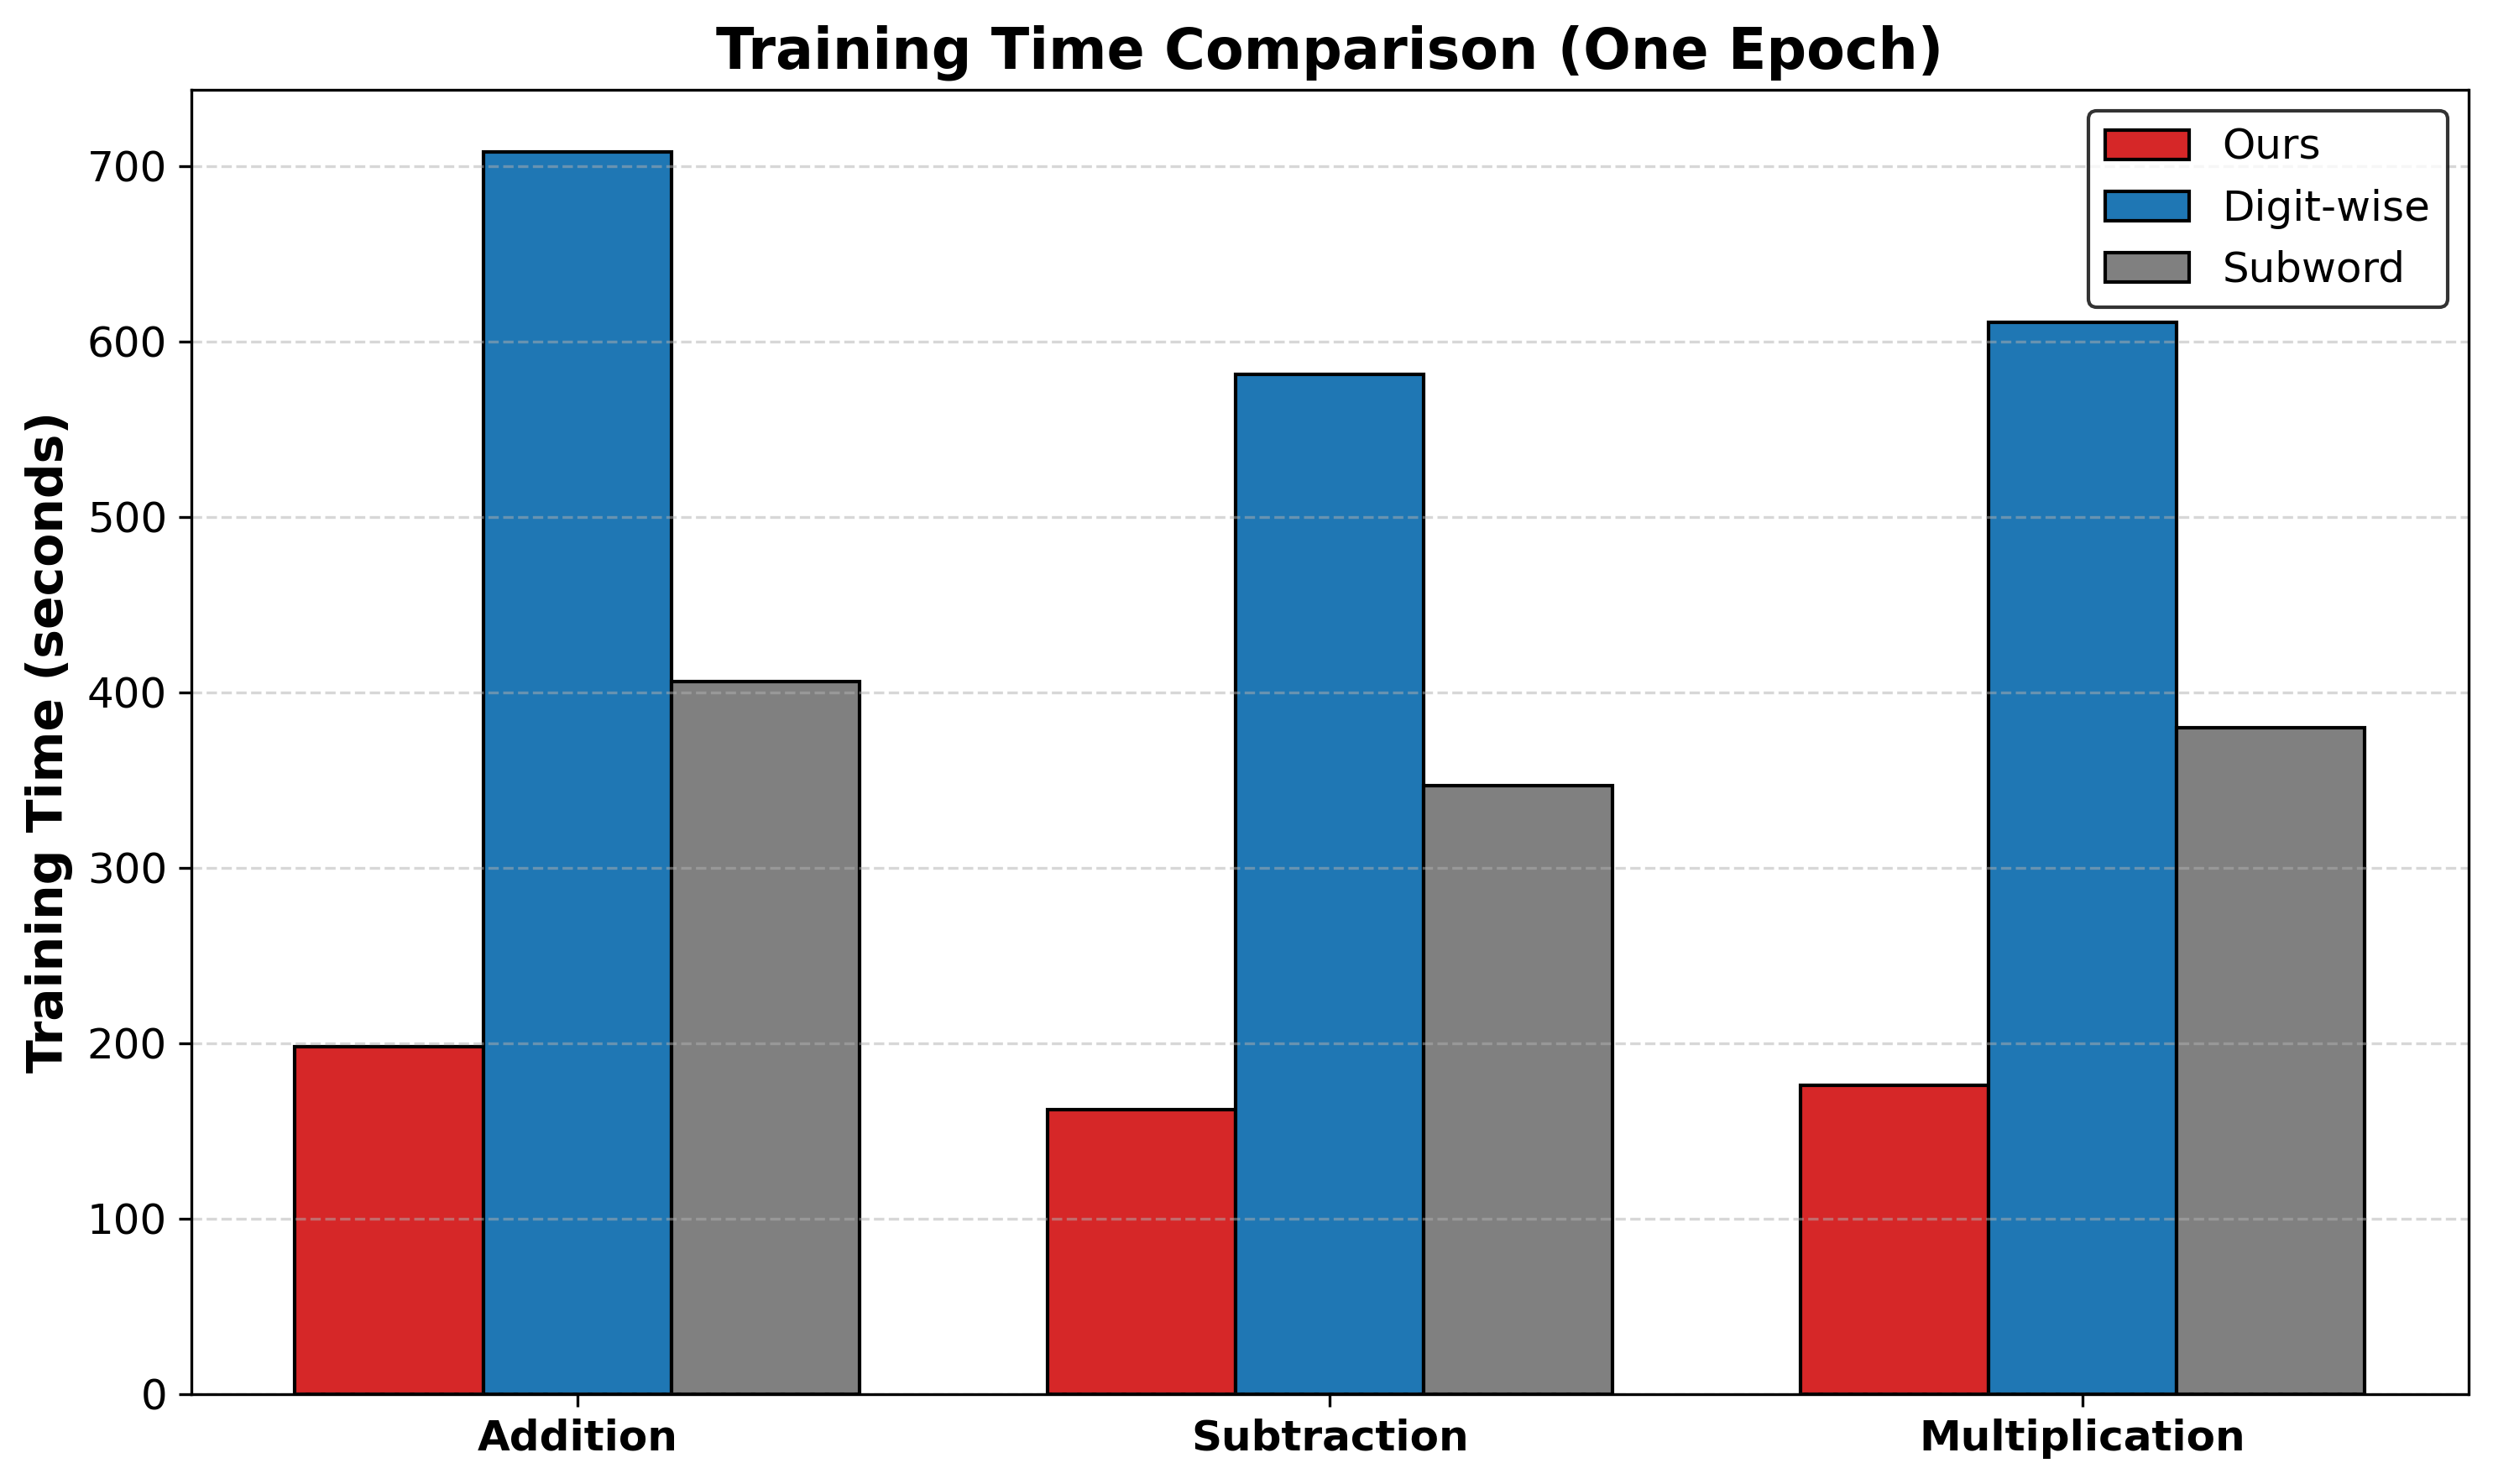 Training Time Comparison (One Epoch)
Training Time (seconds)
700
600
500
400
300
200
100
0
Ours
Digit-wise
Subword
Addition
Subtraction
Multiplication